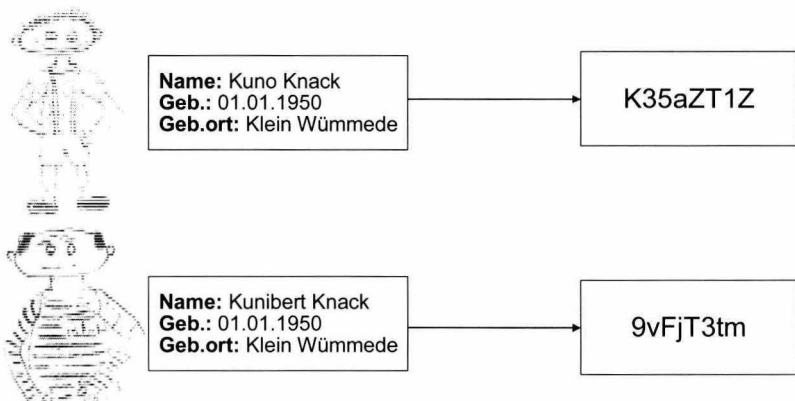 Name: Kuno Knack
Geb.: 01.01.1950
Geb.ort: Klein Wümmede
K35aZT1Z
Name: Kunibert Knack
Geb.: 01.01.1950
Geb.ort: Klein Wümmede
9vFjT3tm